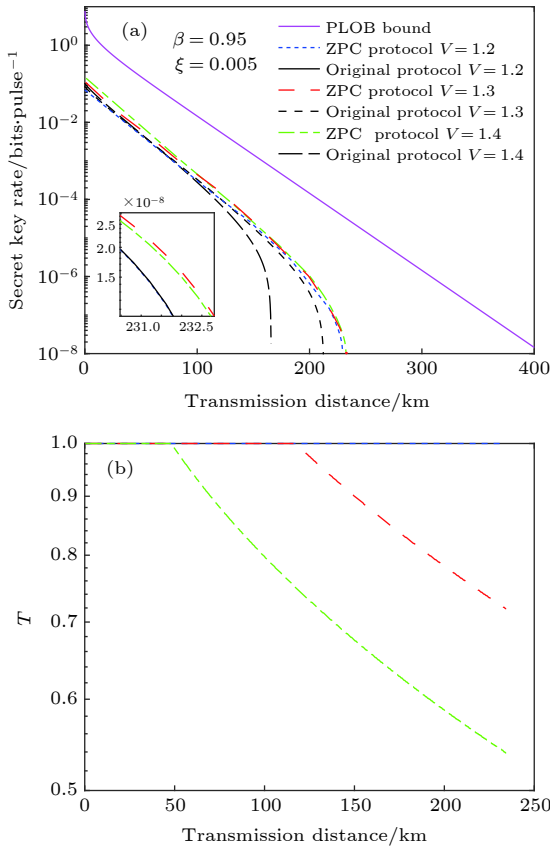 (a)
β = 0.95
ξ = 0.005
PLOB bound
ZPC protocol V = 1.2
Original protocol V = 1.2
ZPC protocol V = 1.3
Original protocol V = 1.3
ZPC protocol V = 1.4
Original protocol V = 1.4
Secret key rate/bits·pulse⁻¹
10⁰
10⁻²
10⁻⁴
10⁻⁶
10⁻⁸
×10⁻⁸
2.5
2.0
1.5
231.0 232.5
0 100 200 300 400
Transmission distance/km
(b)
T
1.0
0.9
0.8
0.7
0.6
0.5
0 50 100 150 200 250
Transmission distance/km